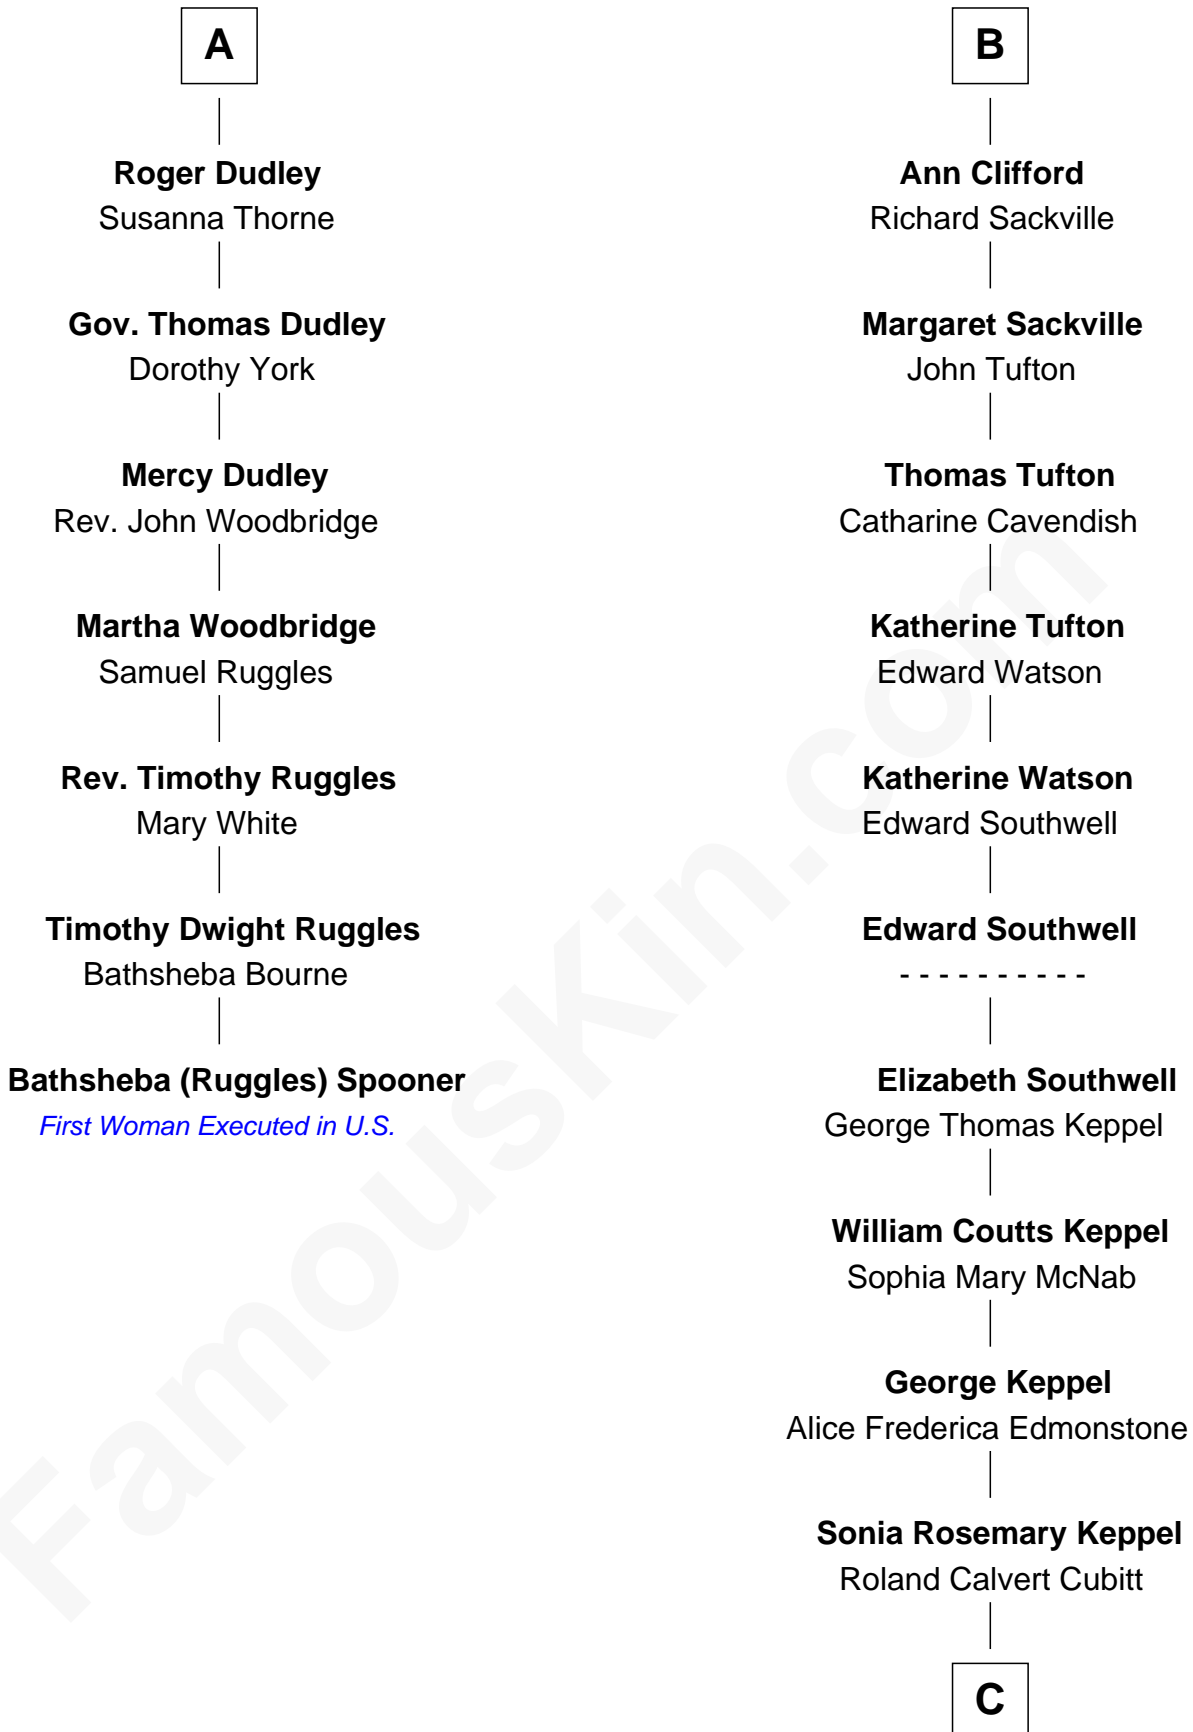 A
Roger Dudley
Susanna Thorne
Gov. Thomas Dudley
Dorothy York
Mercy Dudley
Rev. John Woodbridge
Martha Woodbridge
Samuel Ruggles
Rev. Timothy Ruggles
Mary White
Timothy Dwight Ruggles
Bathsheba Bourne
Bathsheba (Ruggles) Spooner
First Woman Executed in U.S.
B
Ann Clifford
Richard Sackville
Margaret Sackville
John Tufton
Thomas Tufton
Catharine Cavendish
Katherine Tufton
Edward Watson
Katherine Watson
Edward Southwell
Edward Southwell
- - - - - - - - - -
Elizabeth Southwell
George Thomas Keppel
William Coutts Keppel
Sophia Mary McNab
George Keppel
Alice Frederica Edmonstone
Sonia Rosemary Keppel
Roland Calvert Cubitt
C
FamousKin.com